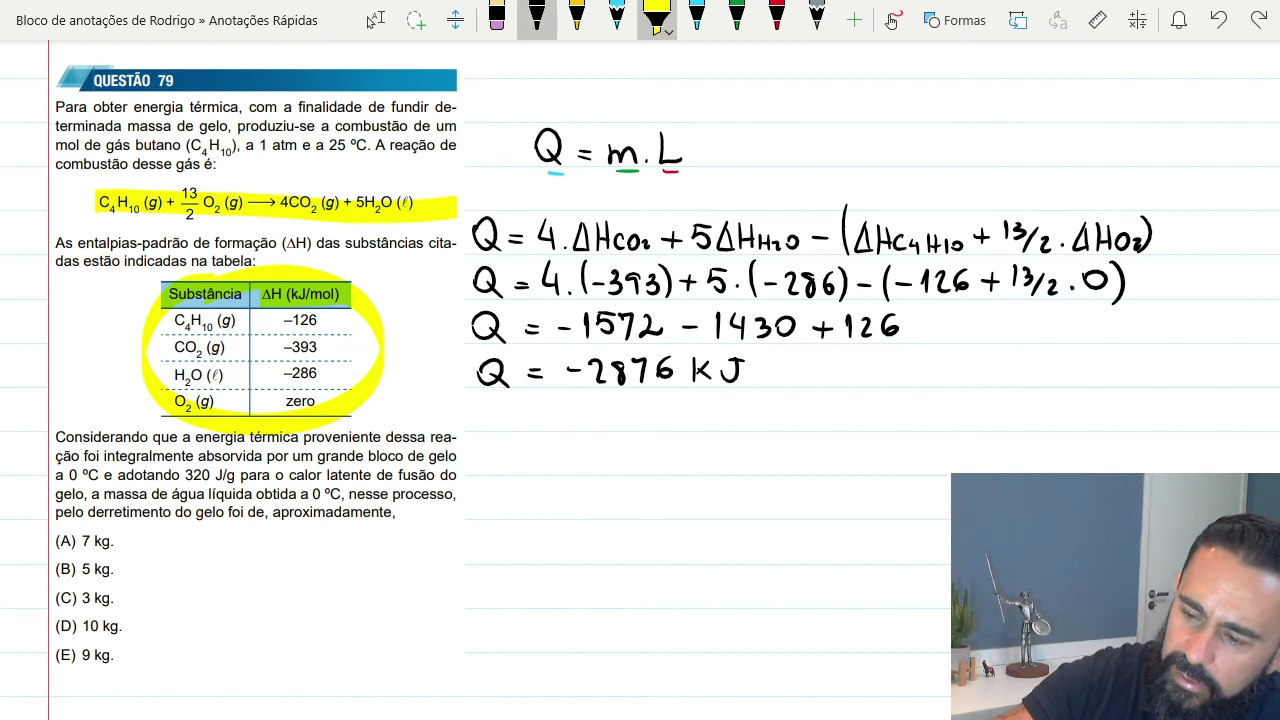 Bloco de notações de Rodrigo » Anotações Rápidas
Formas
QUESTÃO 79
Para obter energia térmica, com a finalidade de fundir de-
terminada massa de gelo, produziu-se a combustão de um
mol de gás butano (C₄H₁₀), a 1 atm e a 25 ºC. A reação de
combustão desse gás é:
C₄H₁₀ (g) + 13/2 O₂ (g) ⟶ 4CO₂ (g) + 5H₂O (ℓ)
As entalpias-padrão de formação (ΔH) das substâncias cita-
das estão indicadas na tabela:
Substância ΔH (kJ/mol)
C₄H₁₀ (g) –126
CO₂ (g) –393
H₂O (ℓ) –286
O₂ (g) zero
Considerando que a energia térmica proveniente dessa rea-
ção foi integralmente absorvida por um grande bloco de gelo
a 0 ºC e adotando 320 J/g para o calor latente de fusão do
gelo, a massa de água líquida obtida a 0 ºC, nesse processo,
pelo derretimento do gelo foi de, aproximadamente,
(A) 7 kg.
(B) 5 kg.
(C) 3 kg.
(D) 10 kg.
(E) 9 kg.
Q = m . L
Q = 4 . ΔHCO₂ + 5ΔHH₂O – (ΔHC₄H₁₀ + 13/2 . ΔHO₂)
Q = 4 . (-393) + 5 . (-286) – (-126 + 13/2 . 0)
Q = -1572 - 1430 + 126
Q = -2876 KJ